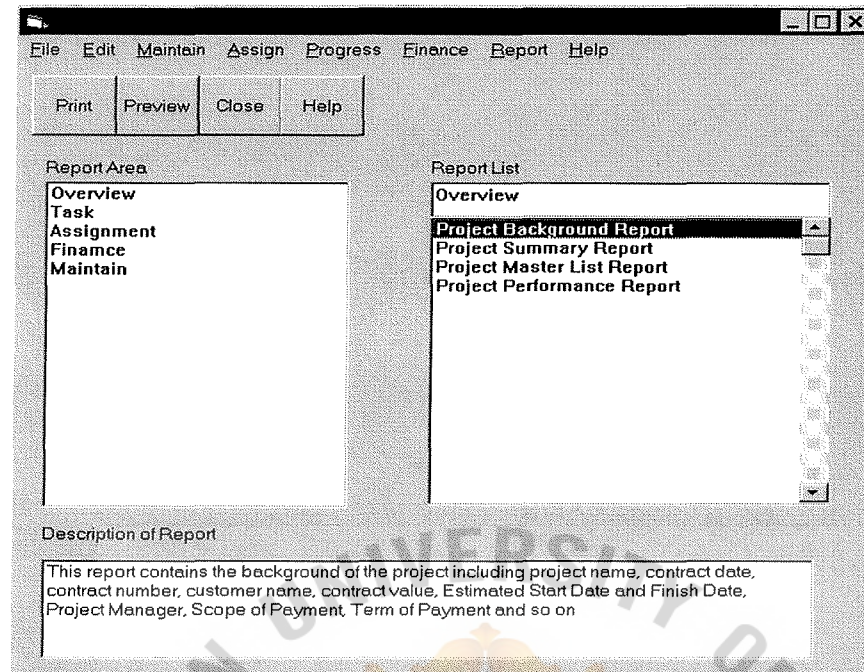 File Edit Maintain Assign Progress Finance Report Help
Print Preview Close Help
Report Area
Overview
Task
Assignment
Finamce
Maintain
Report List
Overview
Project Background Report
Project Summary Report
Project Master List Report
Project Performance Report
Description of Report
This report contains the background of the project including project name, contract date,
contract number, customer name, contract value, Estimated Start Date and Finish Date,
Project Manager, Scope of Payment, Term of Payment and so on
UNIVERSITY